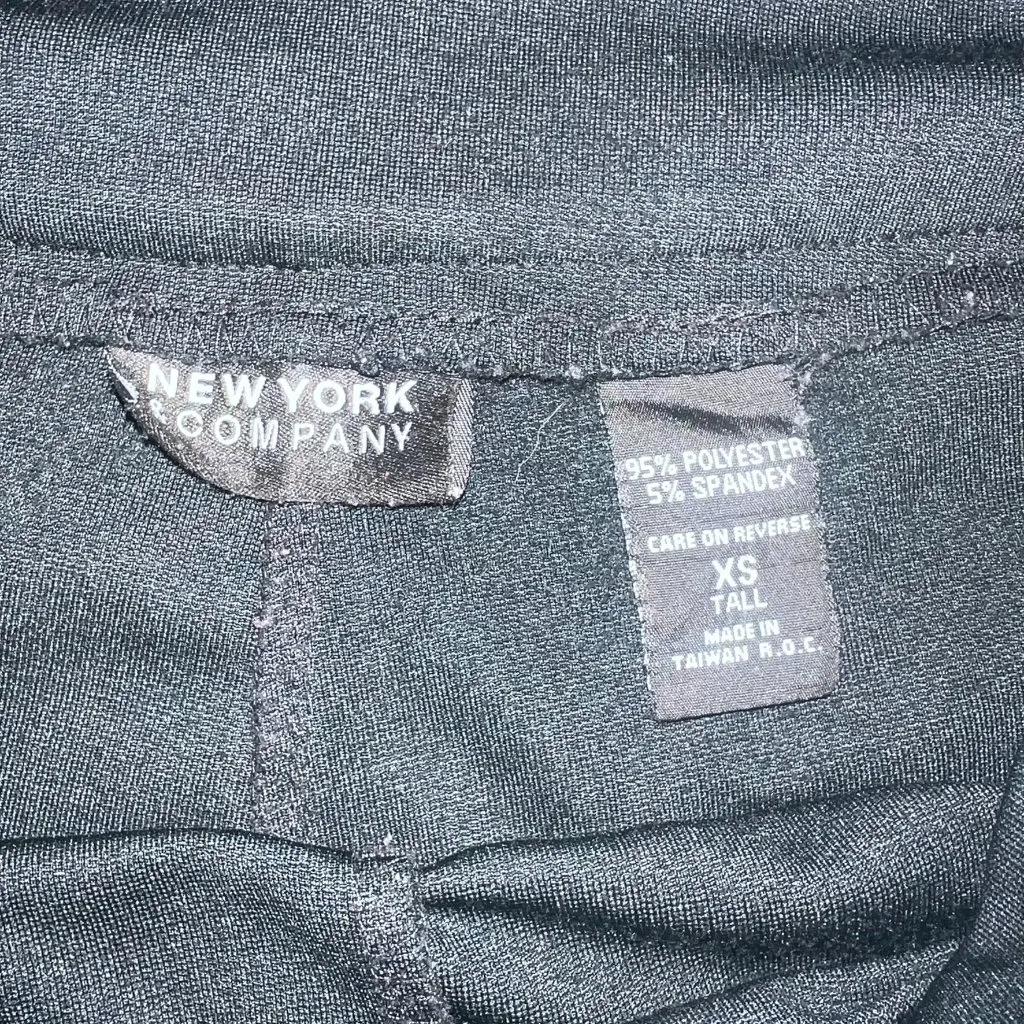 NEW YORK
& COMPANY
95% POLYESTER
5% SPANDEX
CARE ON REVERSE
XS
TALL
MADE IN
TAIWAN R.O.C.